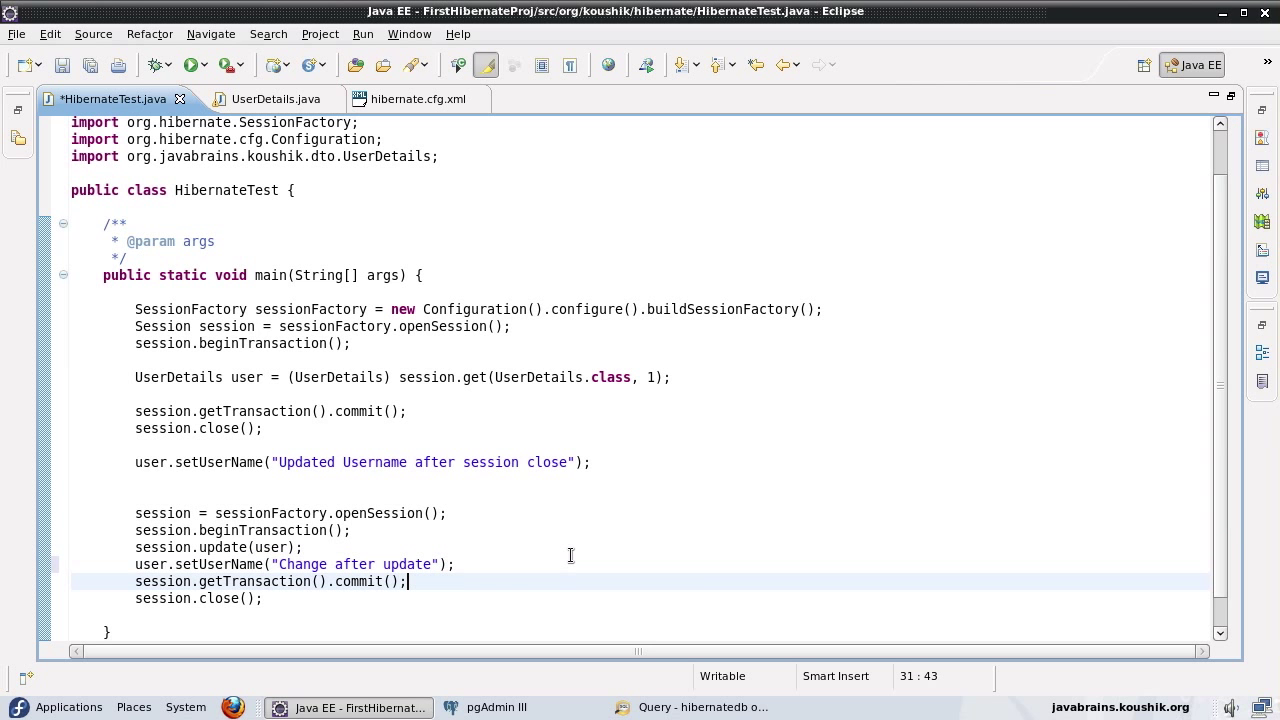 Java EE - FirstHibernateProj/src/org/koushik/hibernate/HibernateTest.java - Eclipse
File Edit Source Refactor Navigate Search Project Run Window Help
Java EE
*HibernateTest.java UserDetails.java hibernate.cfg.xml
import org.hibernate.SessionFactory;
import org.hibernate.cfg.Configuration;
import org.javabrains.koushik.dto.UserDetails;
public class HibernateTest {
/**
* @param args
*/
public static void main(String[] args) {
SessionFactory sessionFactory = new Configuration().configure().buildSessionFactory();
Session session = sessionFactory.openSession();
session.beginTransaction();
UserDetails user = (UserDetails) session.get(UserDetails.class, 1);
session.getTransaction().commit();
session.close();
user.setUserName("Updated Username after session close");
session = sessionFactory.openSession();
session.beginTransaction();
session.update(user);
user.setUserName("Change after update");
session.getTransaction().commit();
session.close();
}
Writable Smart Insert 31 : 43
Applications Places System Java EE - FirstHibernat... pgAdmin III Query - hibernatedb o... javabrains.koushik.org